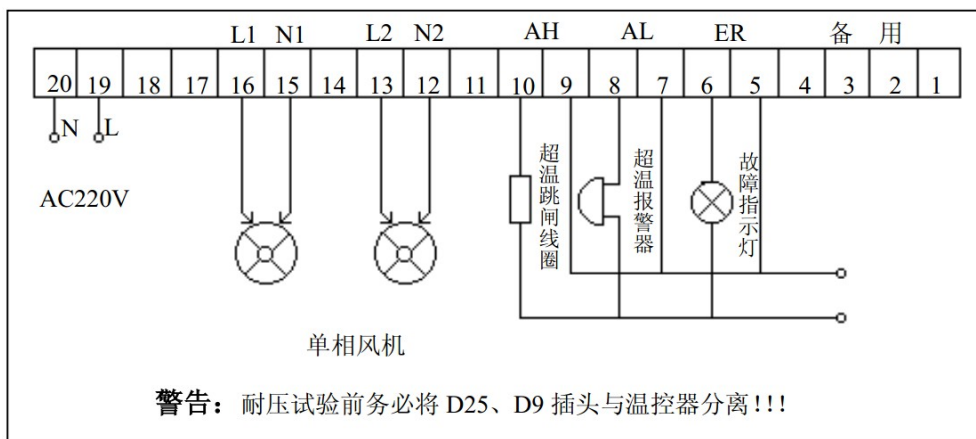 L1 N1 L2 N2 AH AL ER 备 用
20 19 18 17 16 15 14 13 12 11 10 9 8 7 6 5 4 3 2 1
N L
AC220V
超温跳闸线圈
超温报警器
故障指示灯
单相风机
警告：耐压试验前务必将 D25、D9 插头与温控器分离!!!